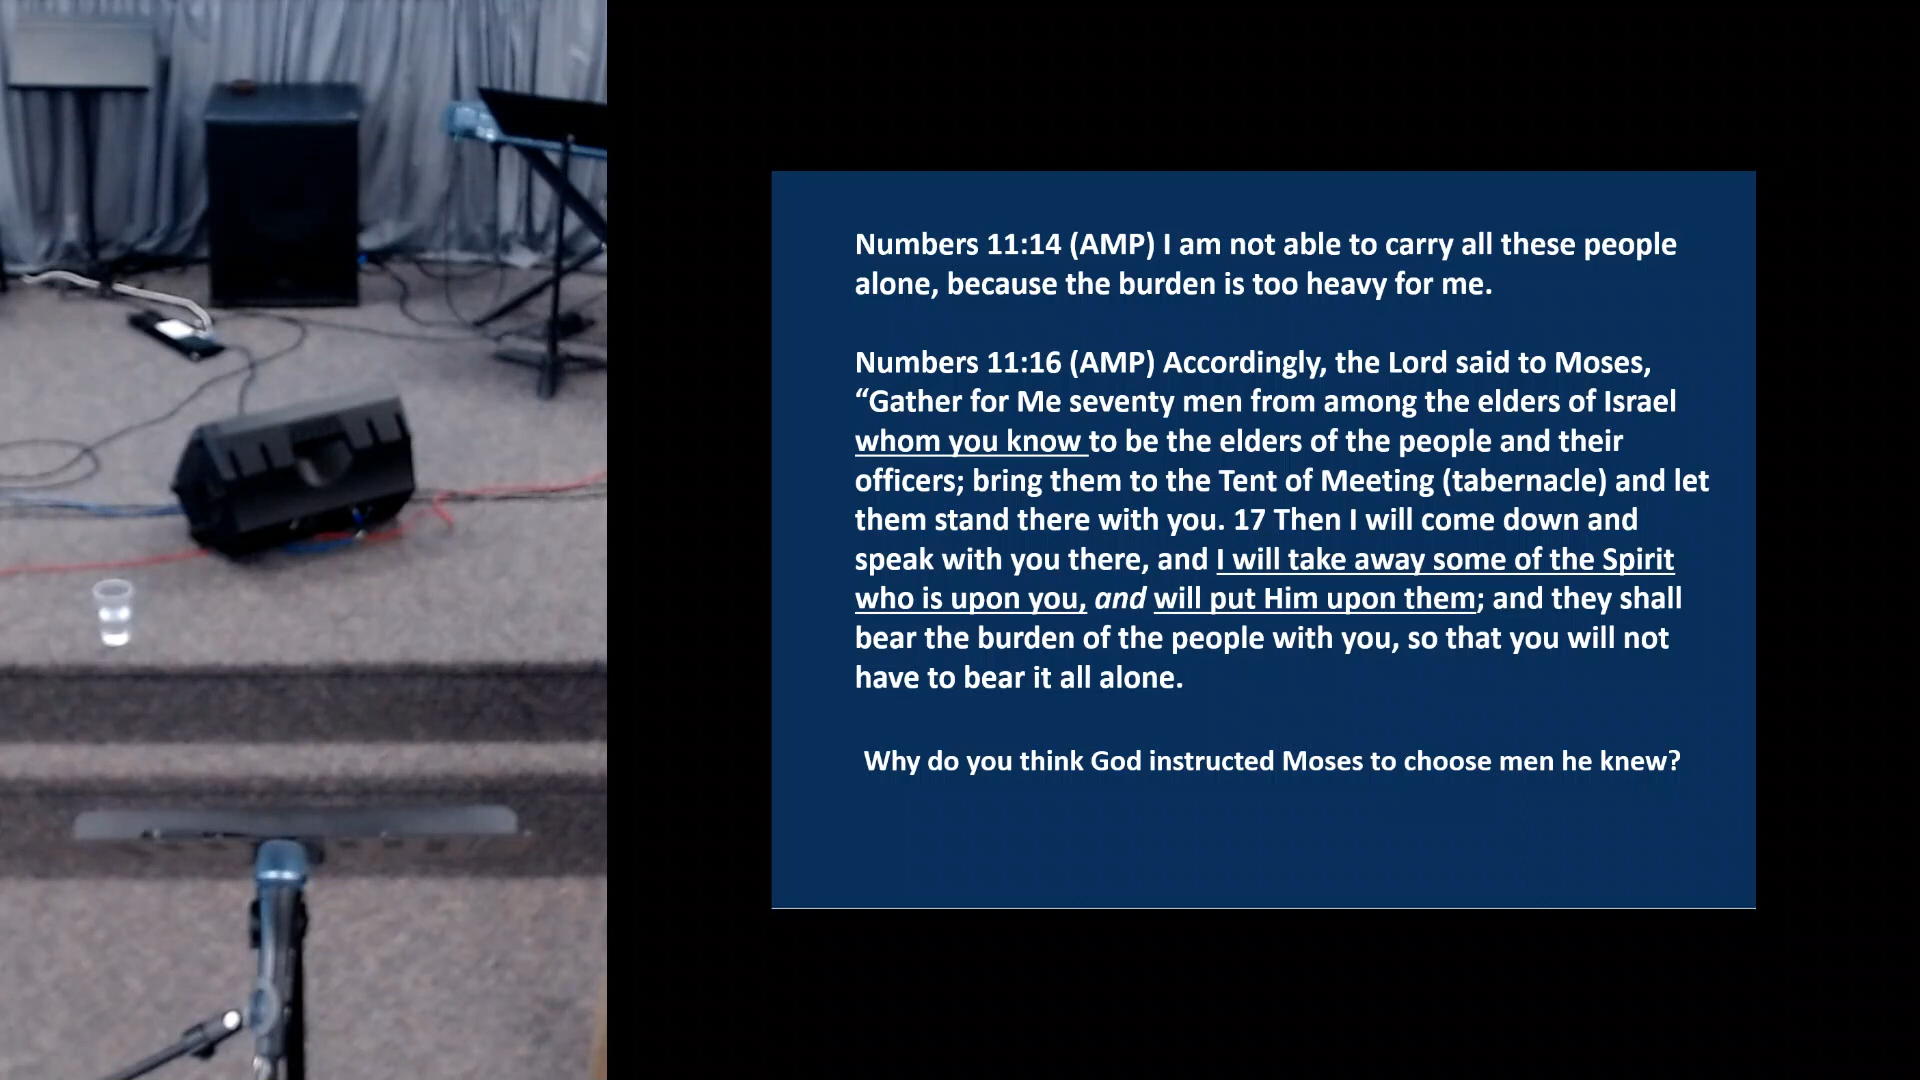 Numbers 11:14 (AMP) I am not able to carry all these people
alone, because the burden is too heavy for me.
Numbers 11:16 (AMP) Accordingly, the Lord said to Moses,
“Gather for Me seventy men from among the elders of Israel
whom you know to be the elders of the people and their
officers; bring them to the Tent of Meeting (tabernacle) and let
them stand there with you. 17 Then I will come down and
speak with you there, and I will take away some of the Spirit
who is upon you, and will put Him upon them; and they shall
bear the burden of the people with you, so that you will not
have to bear it all alone.
Why do you think God instructed Moses to choose men he knew?